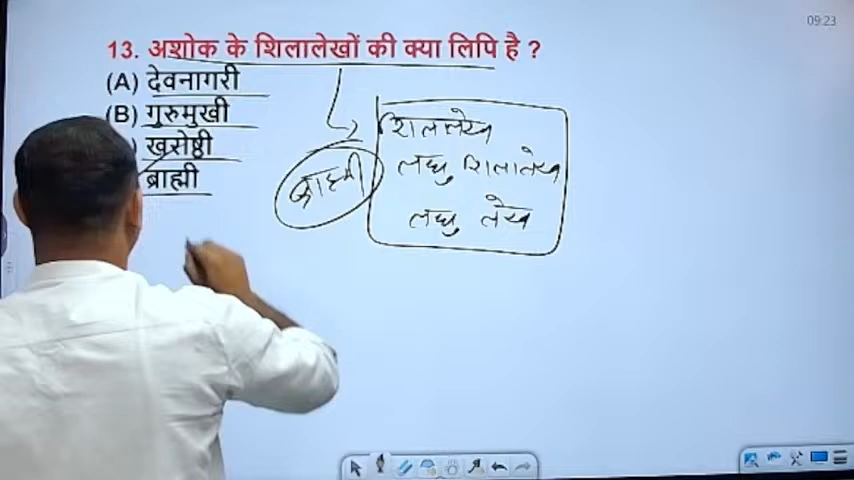 09:23
13. अशोक के शिलालेखों की क्या लिपि है ?
(A) देवनागरी
(B) गुरुमुखी
) खरोष्ठी
ब्राह्मी
शिलालेख
ब्राह्मी
लघु शिलालेख
लघु लेख